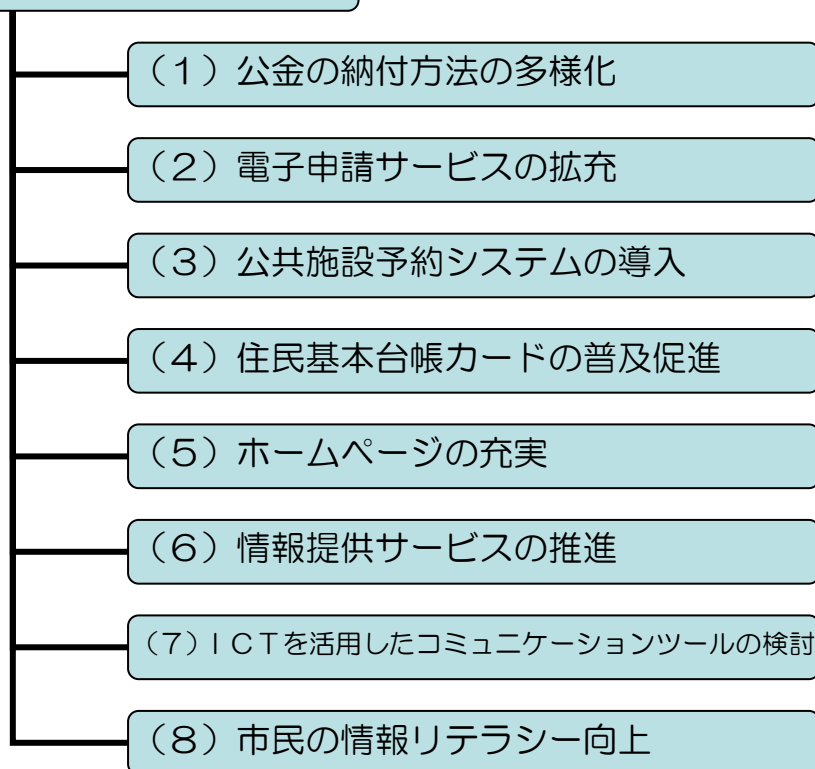 （１）公金の納付方法の多様化
（２）電子申請サービスの拡充
（３）公共施設予約システムの導入
（４）住民基本台帳カードの普及促進
（５）ホームページの充実
（６）情報提供サービスの推進
（７）ＩＣＴを活用したコミュニケーションツールの検討
（８）市民の情報リテラシー向上